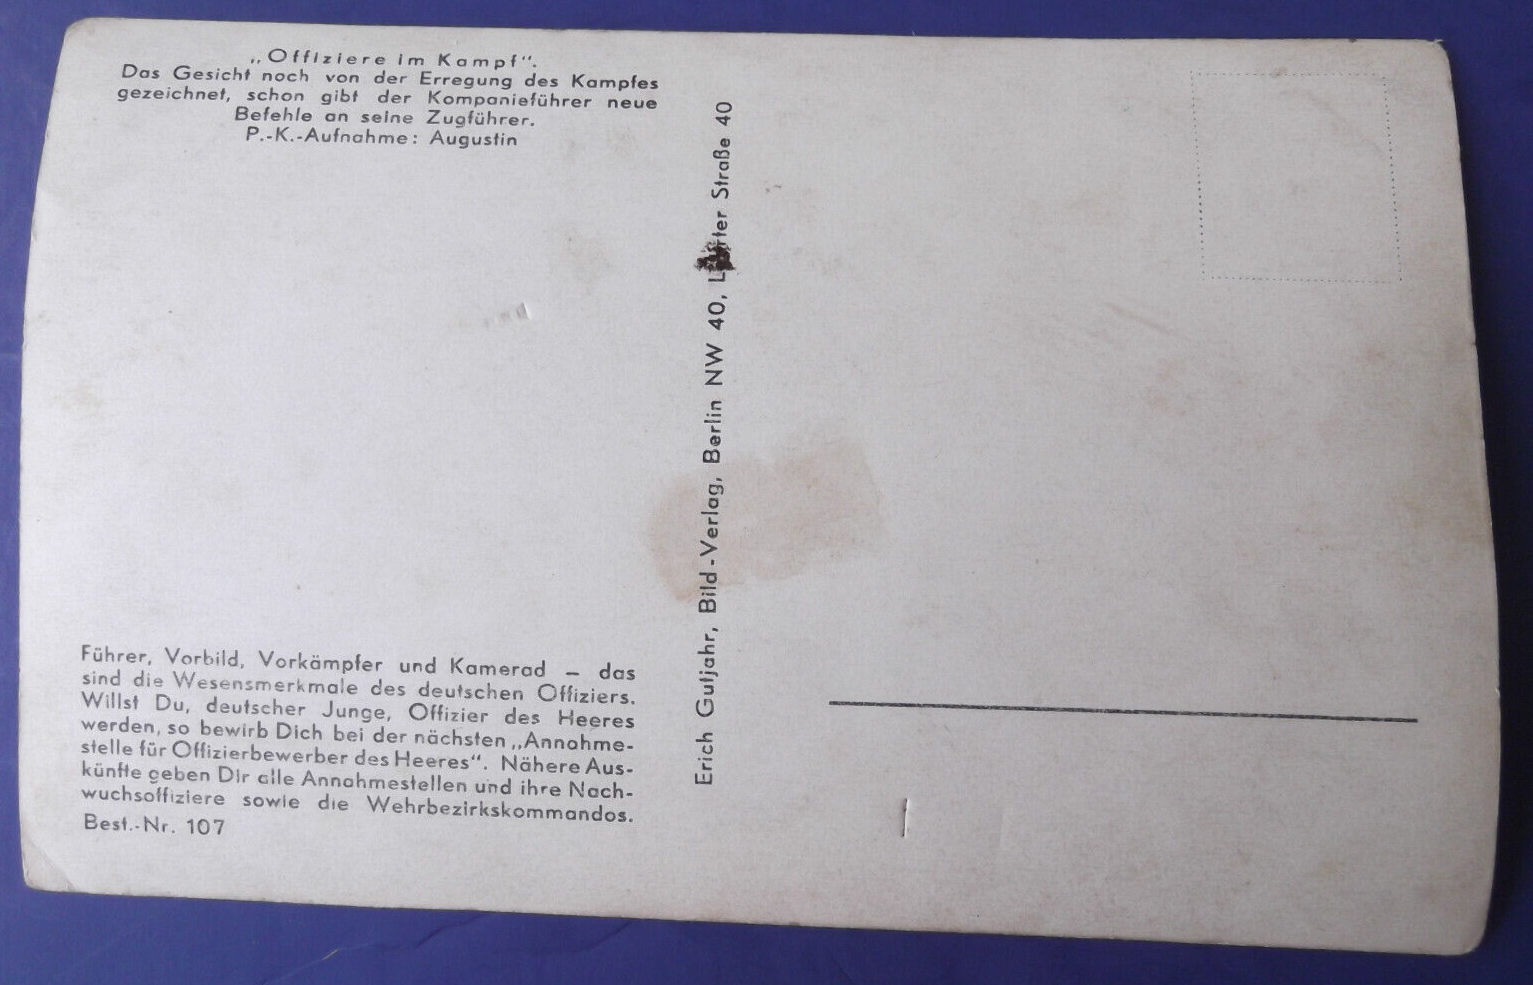 „Offiziere im Kampf“.
Das Gesicht noch von der Erregung des Kampfes
gezeichnet, schon gibt der Kompanieführer neue
Befehle an seine Zugführer.
P.-K.-Aufnahme: Augustin
Führer, Vorbild, Vorkämpfer und Kamerad – das
sind die Wesensmerkmale des deutschen Offiziers.
Willst Du, deutscher Junge, Offizier des Heeres
werden, so bewirb Dich bei der nächsten „Annahme-
stelle für Offizierbewerber des Heeres“. Nähere Aus-
künfte geben Dir alle Annahmestellen und ihre Nach-
wuchsoffiziere sowie die Wehrbezirkskommandos.
Best.-Nr. 107
Erich Gutjahr, Bild-Verlag, Berlin NW 40, Straße 40